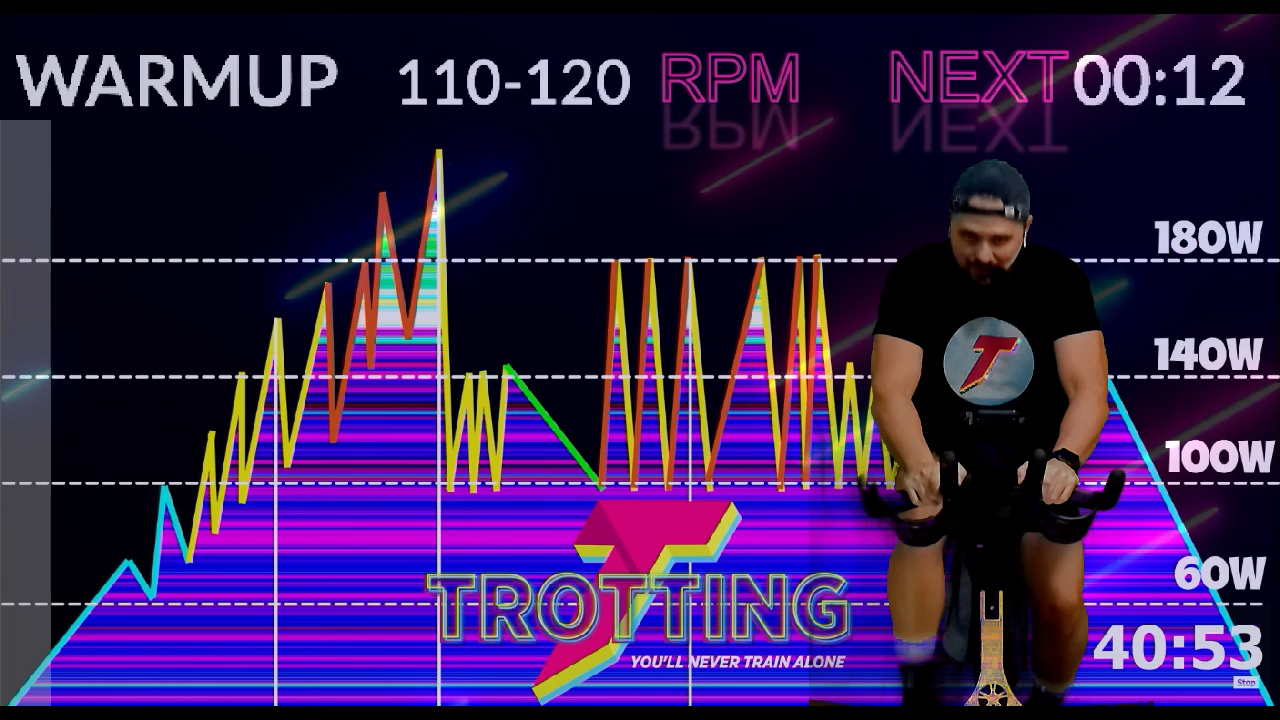 WARMUP 110-120 RPM NEXT 00:12
180W
140W
100W
60W
TROTTING
YOU'LL NEVER TRAIN ALONE
40:53
Stop